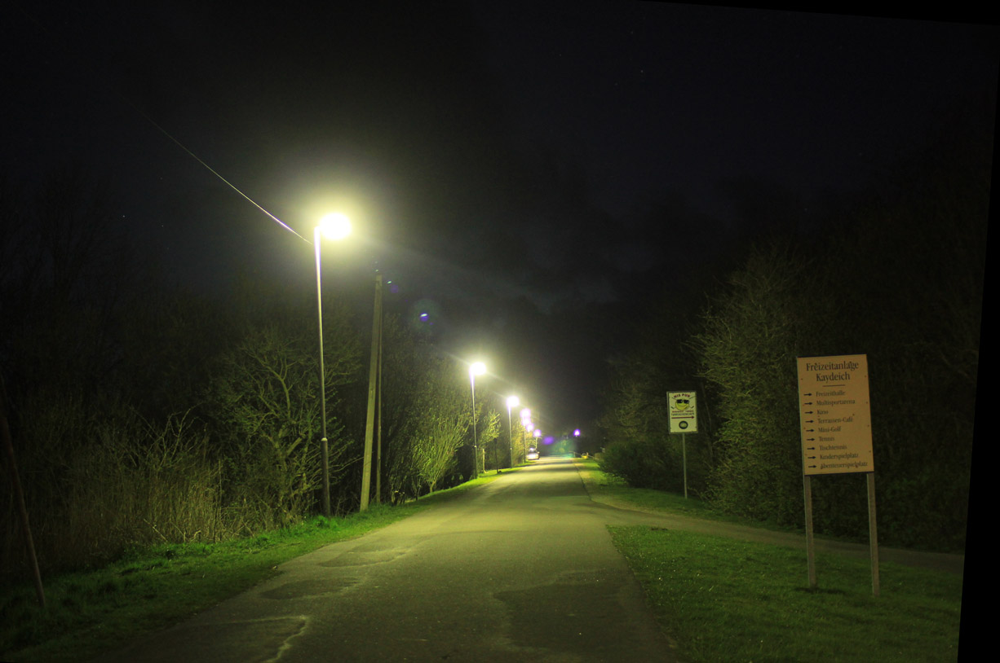 Freizeitanlage
Kaydeich
Freizeithalle
Multisportarena
Kino
Terrassen-Café
Mini-Golf
Tennis
Tischtennis
Kinderspielplatz
Abenteuerspielplatz